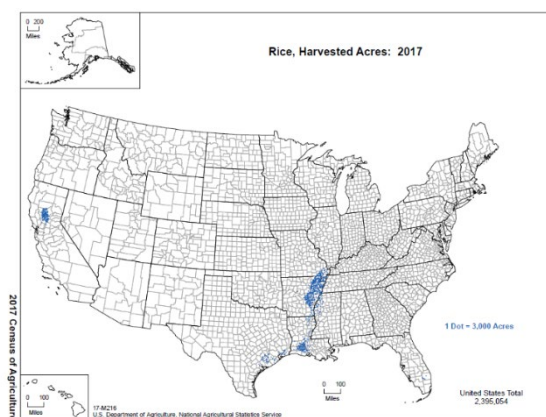 0 200
Miles
Rice, Harvested Acres: 2017
1 Dot = 3,000 Acres
United States Total
2,395,054
0 100
Miles
0 100
Miles
17-M216
U.S. Department of Agriculture, National Agricultural Statistics Service
2017 Census of Agriculture